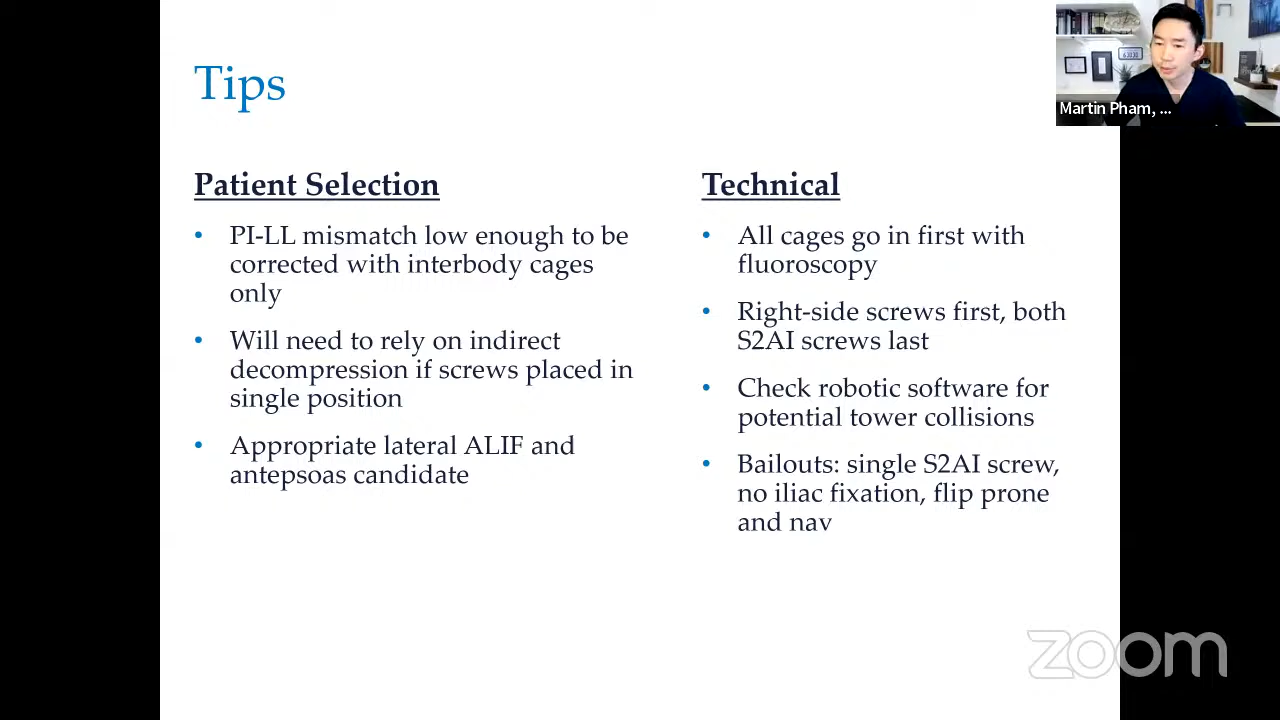 Tips
Patient Selection
• PI-LL mismatch low enough to be
corrected with interbody cages
only
• Will need to rely on indirect
decompression if screws placed in
single position
• Appropriate lateral ALIF and
antepsoas candidate
Technical
• All cages go in first with
fluoroscopy
• Right-side screws first, both
S2AI screws last
• Check robotic software for
potential tower collisions
• Bailouts: single S2AI screw,
no iliac fixation, flip prone
and nav
Martin Pham, ...
zoom